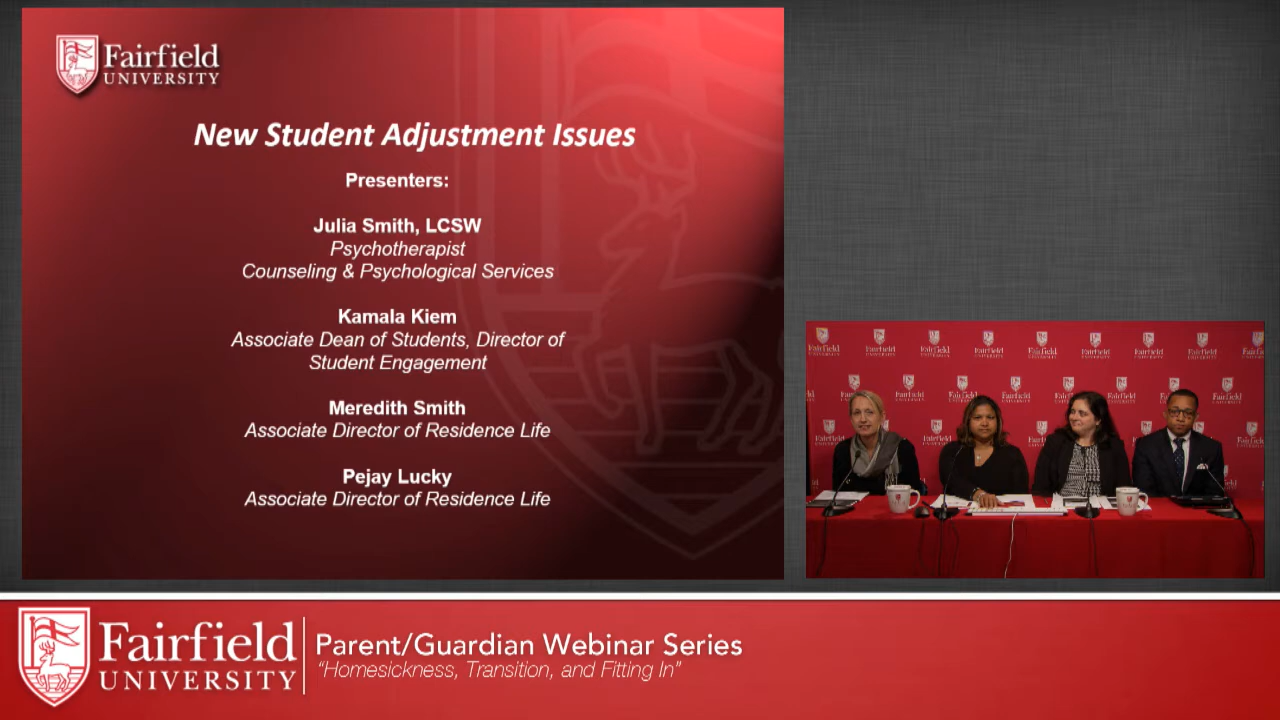 Fairfield
UNIVERSITY
New Student Adjustment Issues
Presenters:
Julia Smith, LCSW
Psychotherapist
Counseling & Psychological Services
Kamala Kiem
Associate Dean of Students, Director of
Student Engagement
Meredith Smith
Associate Director of Residence Life
Pejay Lucky
Associate Director of Residence Life
Fairfield
UNIVERSITY
Parent/Guardian Webinar Series
“Homesickness, Transition, and Fitting In”